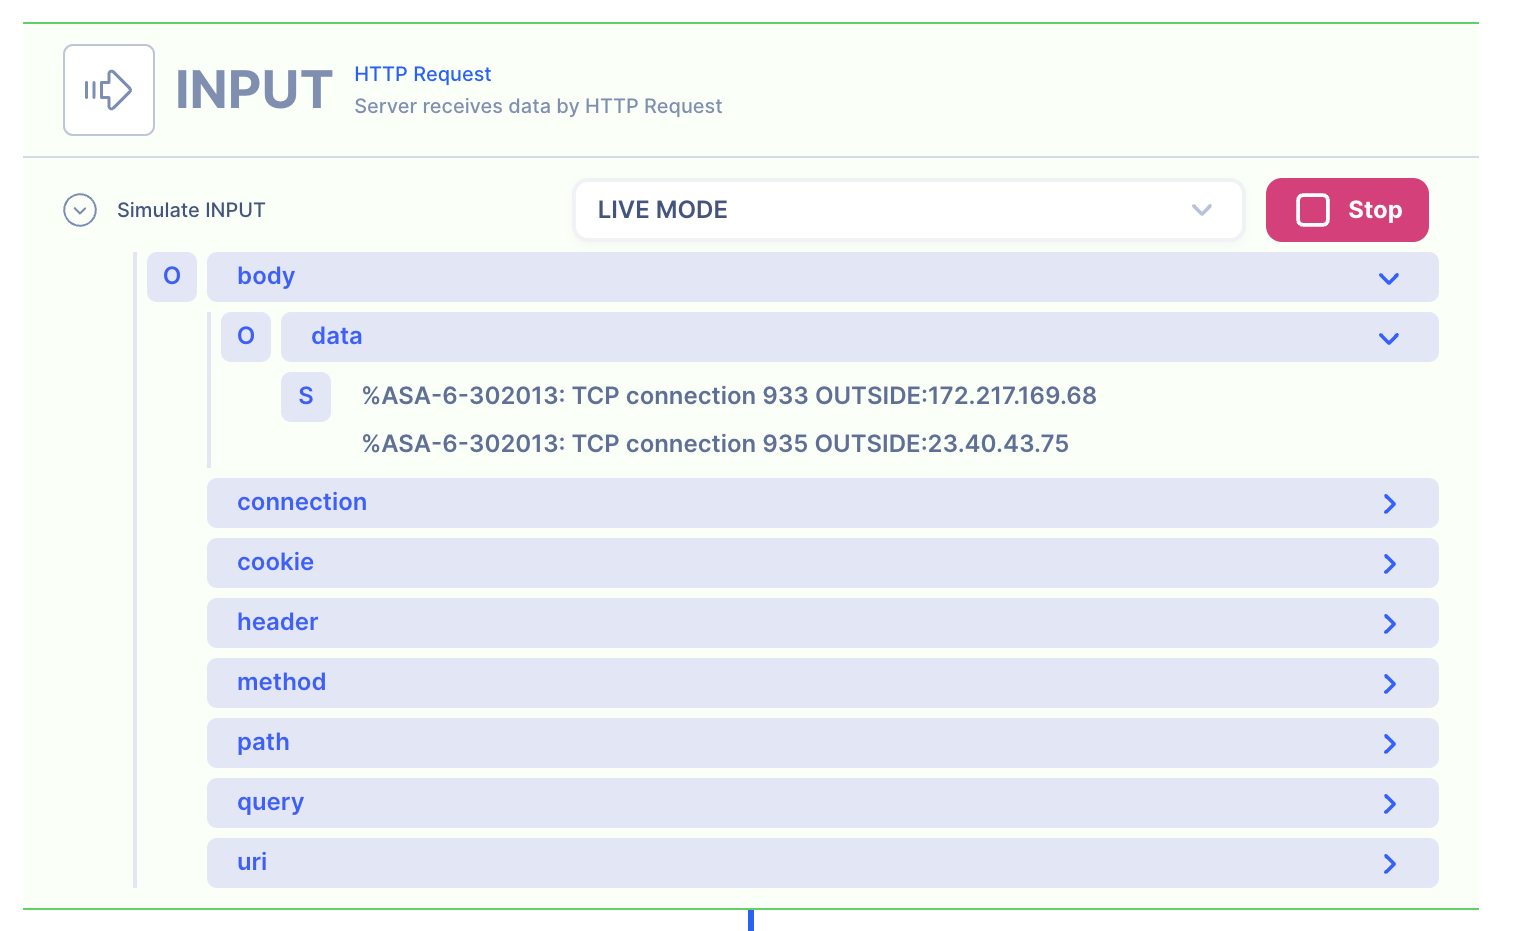 INPUT
HTTP Request
Server receives data by HTTP Request
Simulate INPUT
LIVE MODE
Stop
O
body
O
data
S
%ASA-6-302013: TCP connection 933 OUTSIDE:172.217.169.68
%ASA-6-302013: TCP connection 935 OUTSIDE:23.40.43.75
connection
cookie
header
method
path
query
uri